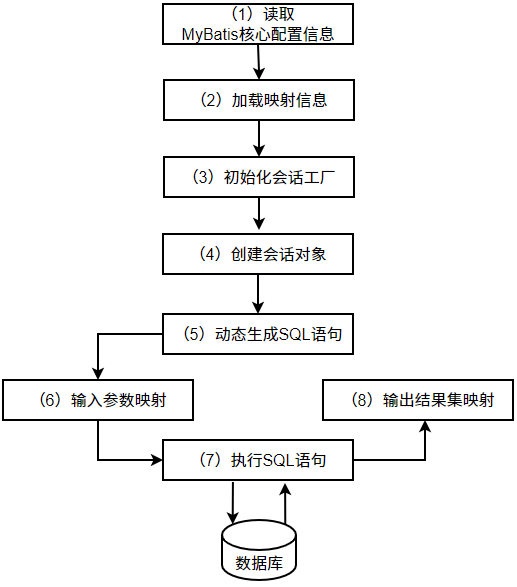 （1）读取
MyBatis核心配置信息
（2）加载映射信息
（3）初始化会话工厂
（4）创建会话对象
（5）动态生成SQL语句
（6）输入参数映射
（8）输出结果集映射
（7）执行SQL语句
数据库